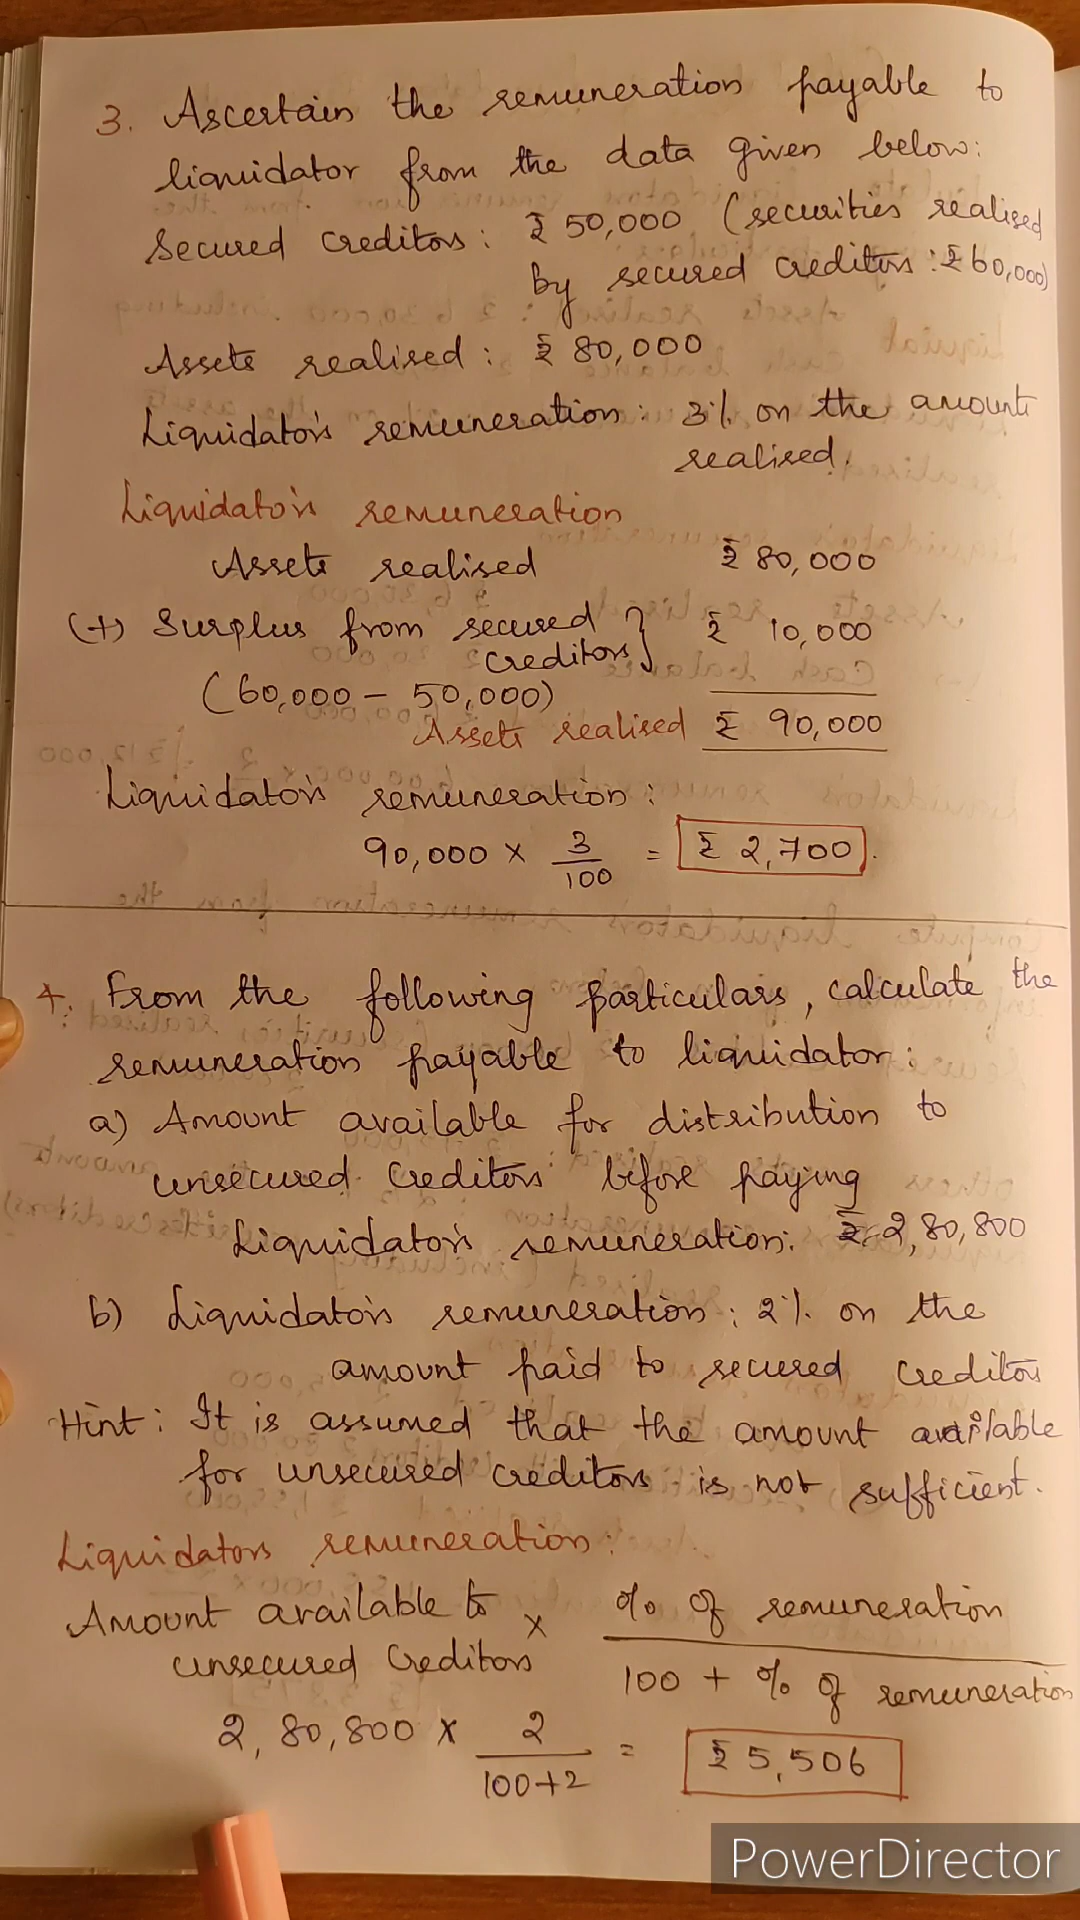 3. Ascertain the remuneration payable to
liquidator from the data given below:
Secured Creditors: ₹ 50,000 (securities realised
by secured creditors: ₹ 60,000)
Assets realised: ₹ 80,000
Liquidator's remuneration: 3% on the amount
realised.
Liquidator's remuneration
Assets realised ₹ 80,000
(+) Surplus from secured creditors} ₹ 10,000
(60,000 - 50,000)
Assets realised ₹ 90,000
Liquidator's remuneration:
90,000 × 3/100 = ₹ 2,700.
4. From the following particulars, calculate the
remuneration payable to liquidator:
a) Amount available for distribution to
unsecured Creditors before paying
Liquidator's remuneration: ₹ 2,80,800
b) Liquidator's remuneration: 2% on the
amount paid to secured Creditors
Hint: It is assumed that the amount available
for unsecured creditors is not sufficient.
Liquidators remuneration:
Amount available to × % of remuneration
unsecured Creditors 100 + % of remuneration
2,80,800 × 2/100+2 = ₹ 5,506
PowerDirector